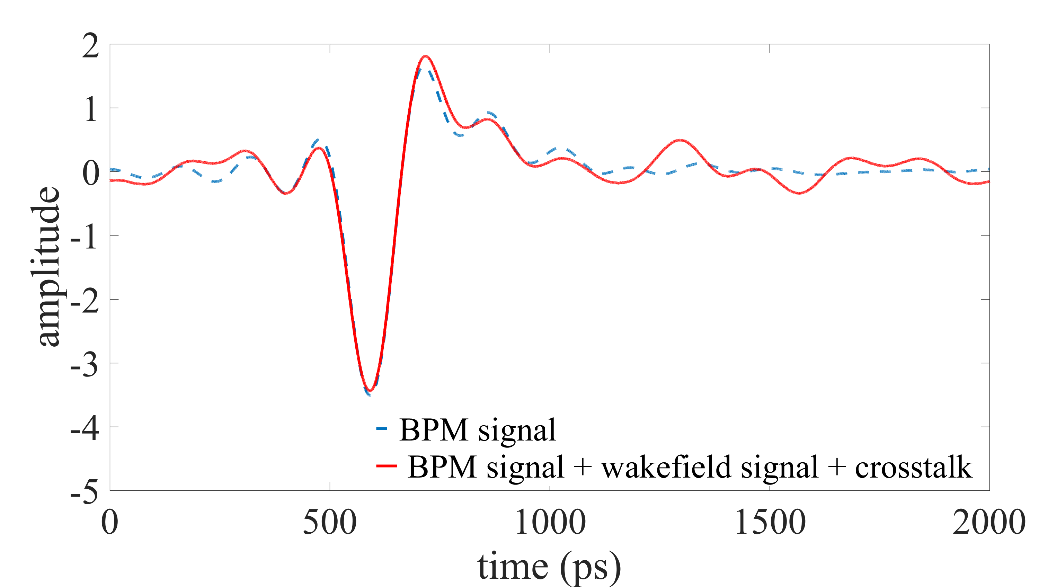 2
1
0
-1
-2
-3
-4
-5
amplitude
BPM signal
BPM signal + wakefield signal + crosstalk
0 500 1000 1500 2000
time (ps)